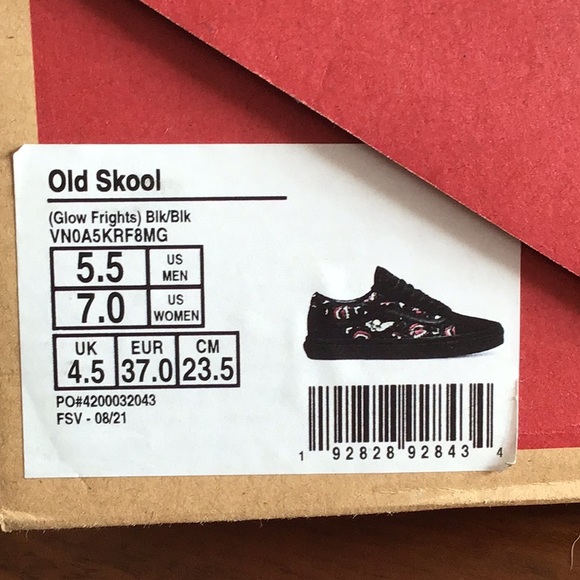 Old Skool
(Glow Frights) Blk/Blk
VN0A5KRF8MG
5.5 US MEN
7.0 US WOMEN
UK EUR CM
4.5 37.0 23.5
PO#4200032043
FSV - 08/21
1 92828 92843 4